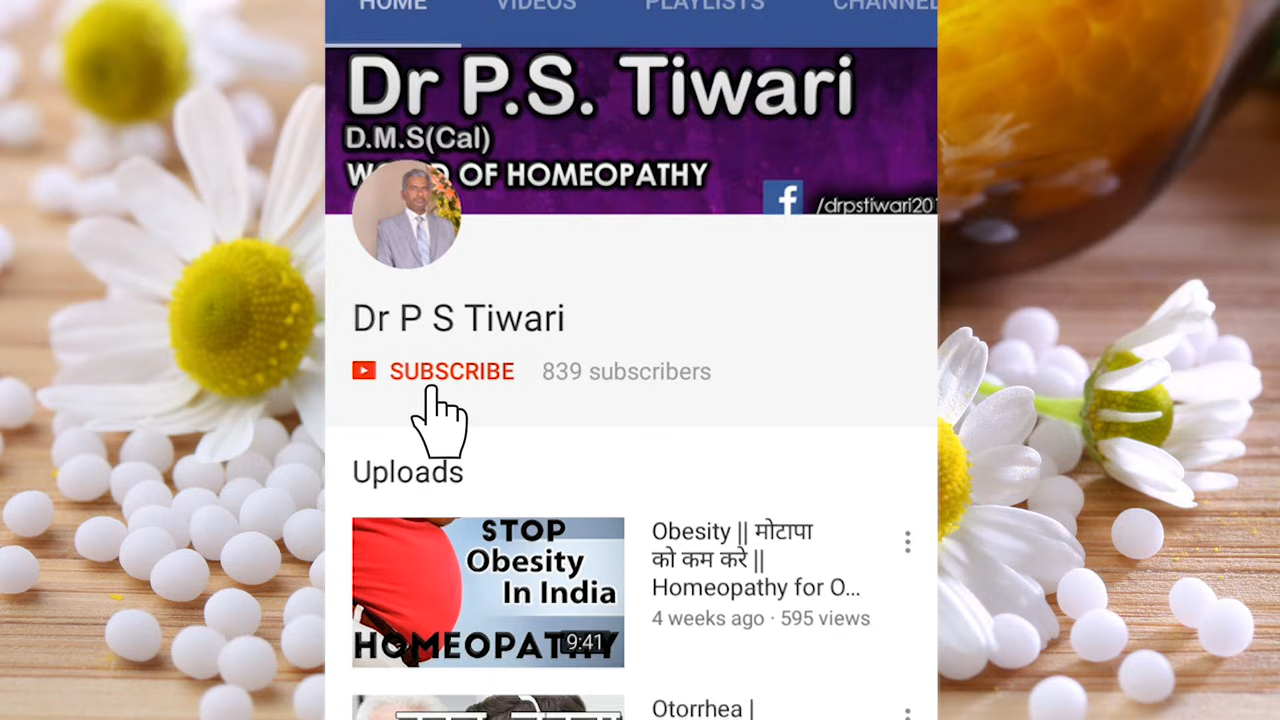 HOME VIDEOS PLAYLISTS
Dr P.S. Tiwari
D.M.S(Cal)
OF HOMEOPATHY
Dr P S Tiwari
SUBSCRIBE 839 subscribers
Uploads
STOP
Obesity
In India
HOMEOPATHY
9:41
Obesity || मोटापा
को कम करे ||
Homeopathy for O...
4 weeks ago · 595 views
Otorrhea |